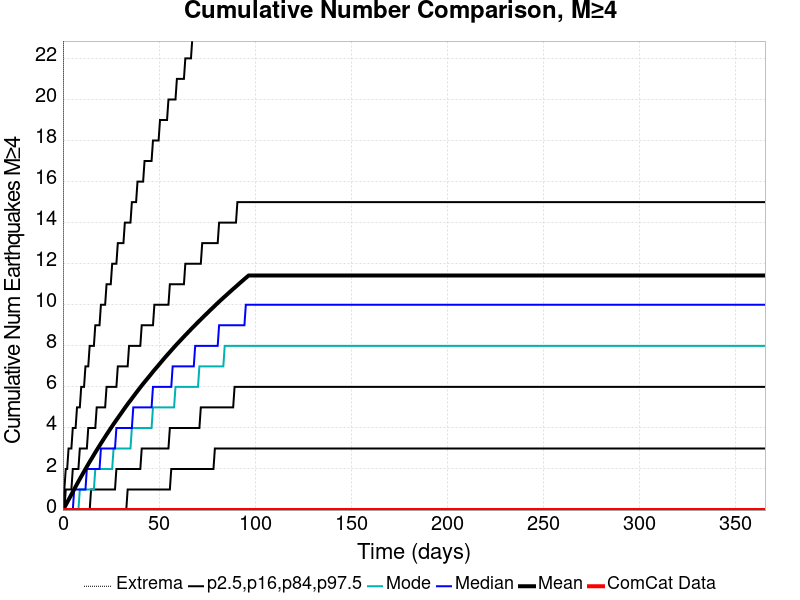 Cumulative Number Comparison, M≥4
Cumulative Num Earthquakes M≥4
22
20
18
16
14
12
10
8
6
4
2
0
0 50 100 150 200 250 300 350
Time (days)
Extrema p2.5,p16,p84,p97.5 Mode Median Mean ComCat Data